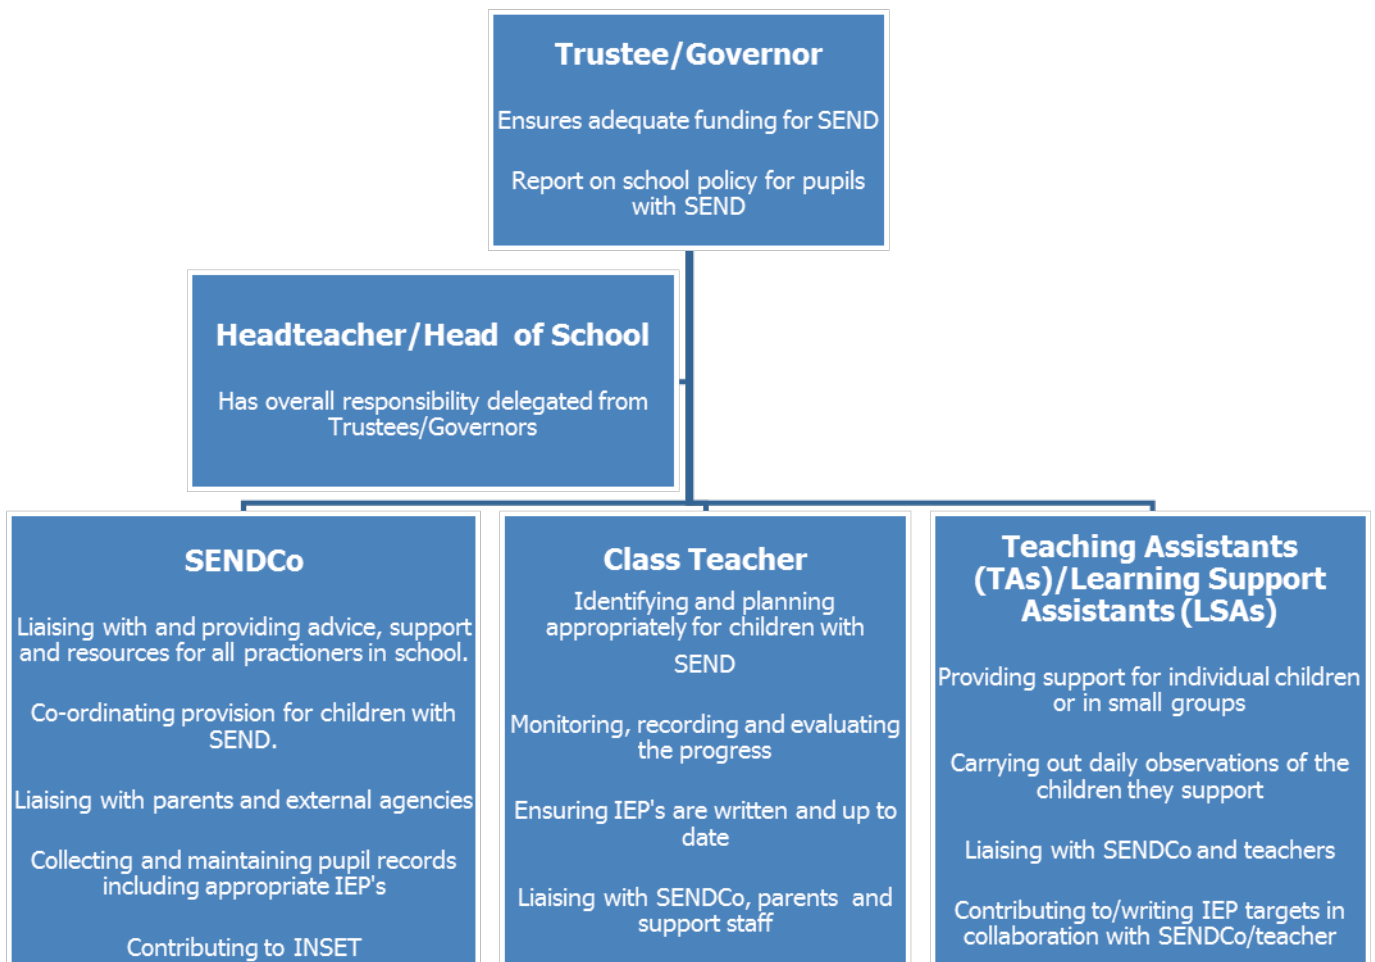 Trustee/Governor
Ensures adequate funding for SEND
Report on school policy for pupils
with SEND
Headteacher/Head of School
Has overall responsibility delegated from
Trustees/Governors
SENDCo
Liaising with and providing advice, support
and resources for all practioners in school.
Co-ordinating provision for children with
SEND.
Liaising with parents and external agencies
Collecting and maintaining pupil records
including appropriate IEP's
Contributing to INSET
Class Teacher
Identifying and planning
appropriately for children with
SEND
Monitoring, recording and evaluating
the progress
Ensuring IEP's are written and up to
date
Liaising with SENDCo, parents and
support staff
Teaching Assistants
(TAs)/Learning Support
Assistants (LSAs)
Providing support for individual children
or in small groups
Carrying out daily observations of the
children they support
Liaising with SENDCo and teachers
Contributing to/writing IEP targets in
collaboration with SENDCo/teacher